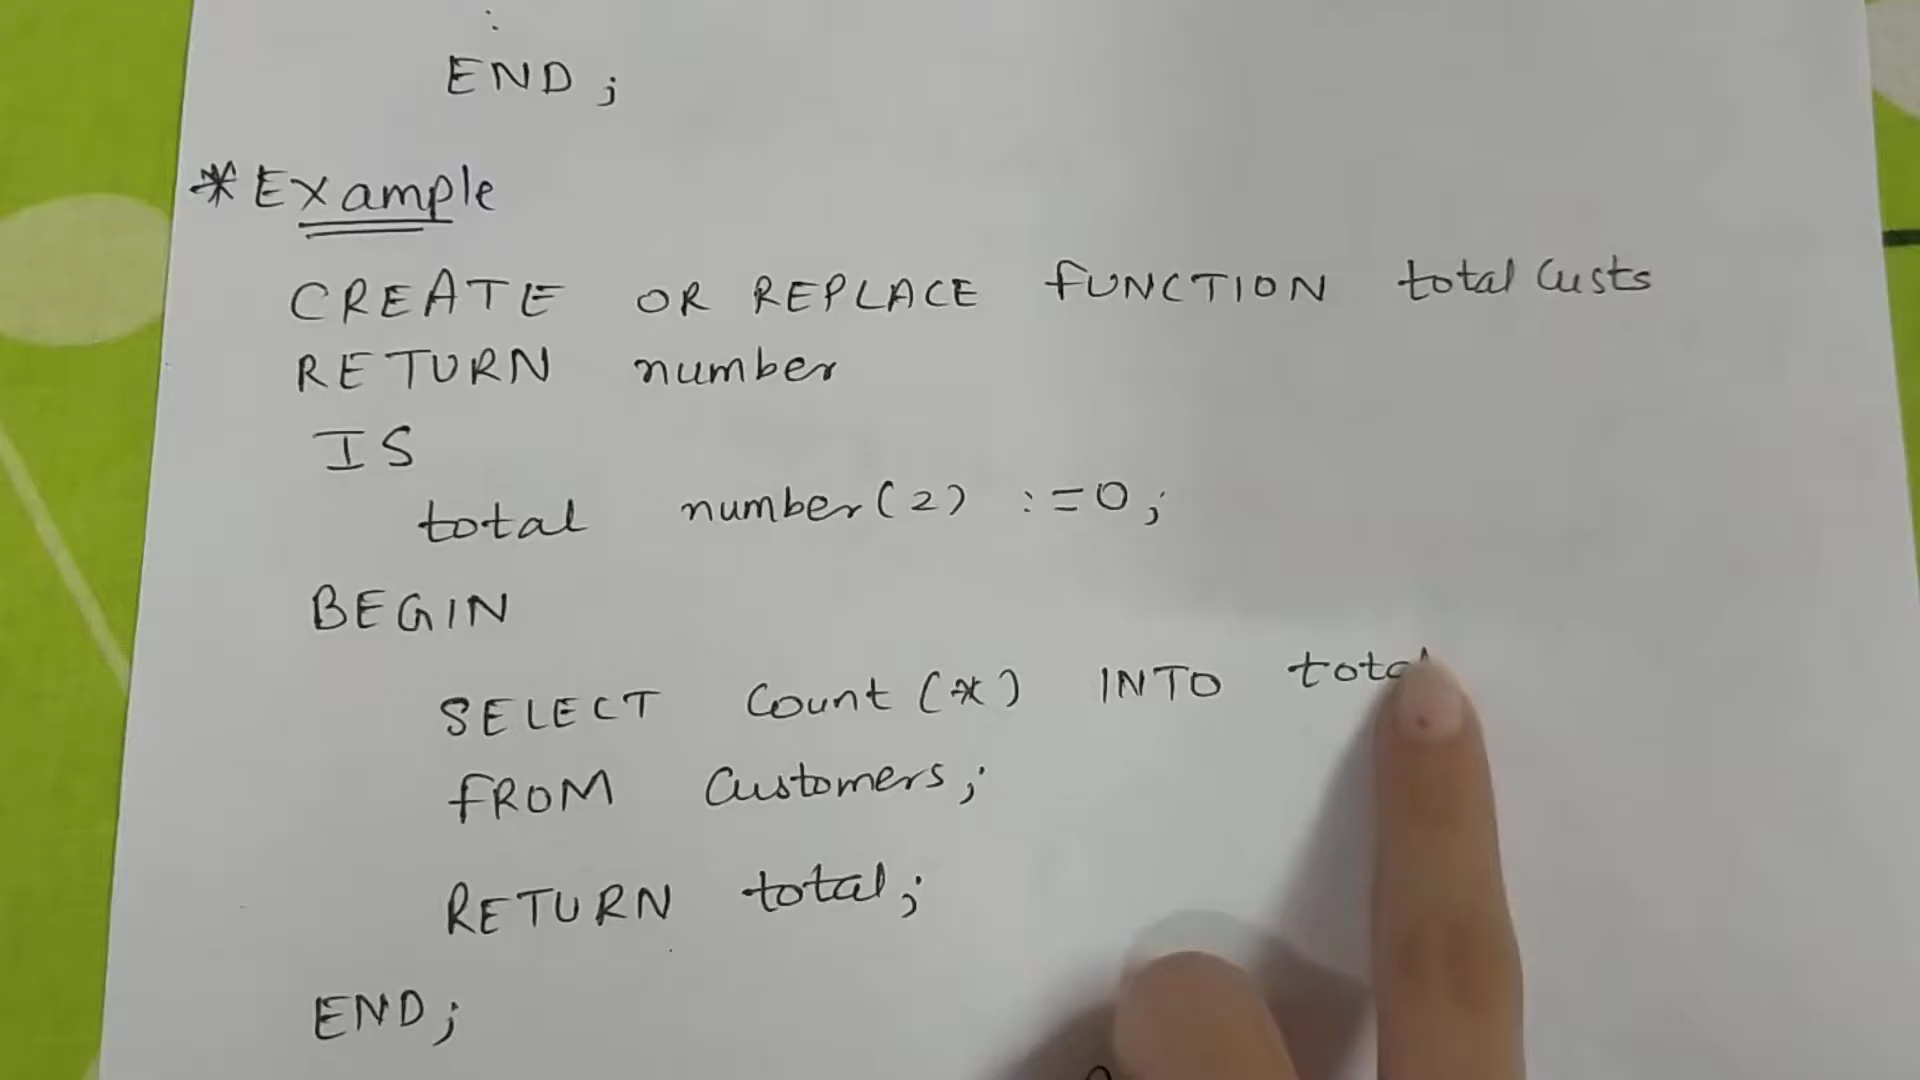 :
END;
*Example
CREATE OR REPLACE FUNCTION totalCusts
RETURN number
IS
total number(2) :=0;
BEGIN
SELECT Count(*) INTO total
FROM Customers;
RETURN total;
END;